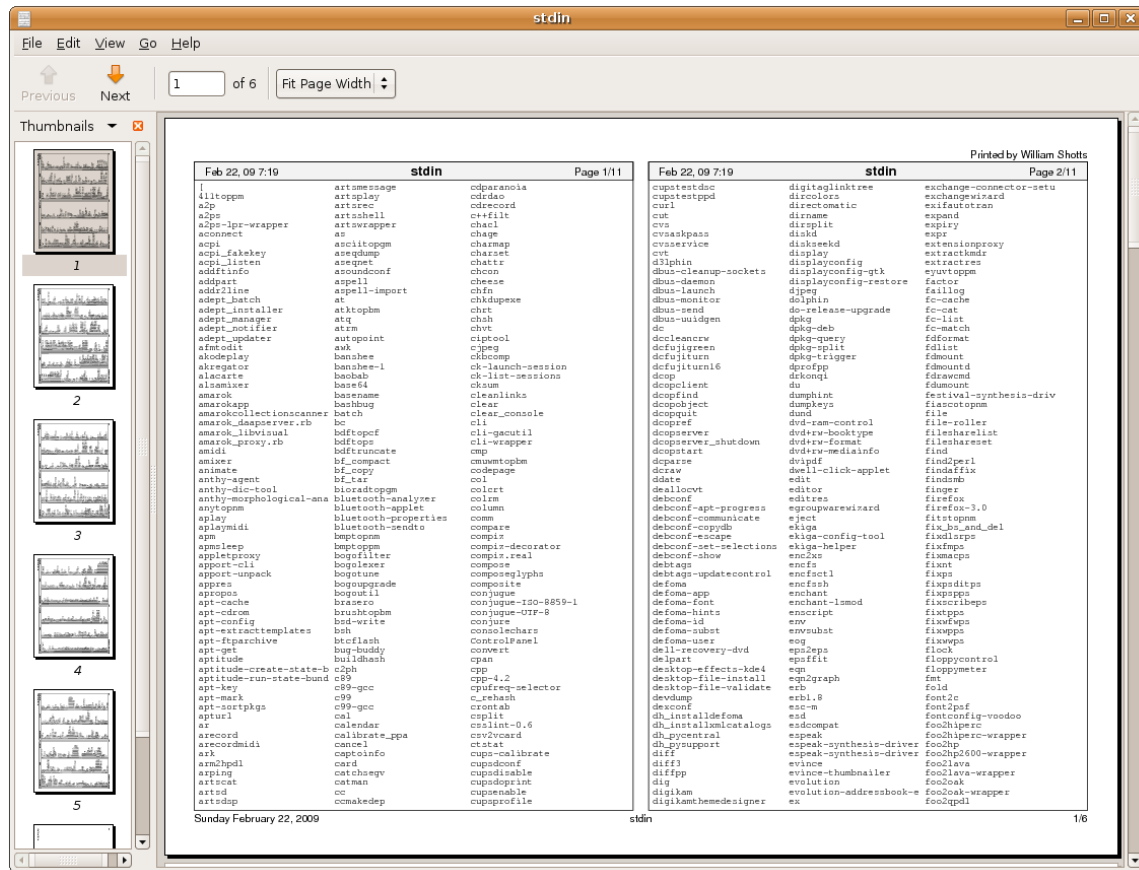 stdin
File Edit View Go Help
Previous
Next
1 of 6
Fit Page Width
Thumbnails
1
2
3
4
5
Printed by William Shotts
Feb 22, 09 7:19 stdin Page 1/11
[
411toppm
a2p
a2ps
a2ps-lpr-wrapper
aconnect
acpi
acpi_fakekey
acpi_listen
addftinfo
addpart
addr2line
adept_batch
adept_installer
adept_manager
adept_notifier
adept_updater
afmtodit
akodeplay
akregator
alacarte
alsamixer
amarok
amarokapp
amarokcollectionscanner
amarok_daapserver.rb
amarok_libvisual
amarok_proxy.rb
amidi
amixer
animate
anthy-agent
anthy-dic-tool
anthy-morphological-ana
anytopnm
aplay
aplaymidi
apm
apmsleep
appletproxy
apport-cli
apport-unpack
appres
apropos
apt-cache
apt-cdrom
apt-config
apt-extracttemplates
apt-ftparchive
apt-get
aptitude
aptitude-create-state-b
aptitude-run-state-bund
apt-key
apt-mark
apt-sortpkgs
apturl
ar
arecord
arecordmidi
ark
arm2hpdl
arping
artscat
artsd
artsdsp
artsmessage
artsplay
artsrec
artsshell
artswrapper
as
asciitopgm
aseqdump
aseqnet
asoundconf
aspell
aspell-import
at
atktopbm
atq
atrm
autopoint
awk
banshee
banshee-1
baobab
base64
basename
bashbug
batch
bc
bdftopcf
bdftops
bdftruncate
bf_compact
bf_copy
bf_tar
bioradtopgm
bluetooth-analyzer
bluetooth-applet
bluetooth-properties
bluetooth-sendto
bmptopnm
bmptoppm
bogofilter
bogolexer
bogotune
bogoupgrade
bogoutil
brasero
brushtopbm
bsd-write
bsh
btcflash
bug-buddy
buildhash
c2ph
c89
c89-gcc
c99
c99-gcc
cal
calendar
calibrate_ppa
cancel
captoinfo
card
catchsegv
catman
cc
ccmakedep
cdparanoia
cdrdao
cdrecord
c++filt
chacl
chage
charmap
charset
chattr
chcon
cheese
chfn
chkdupexe
chrt
chsh
chvt
ciptool
cjpeg
ckbcomp
ck-launch-session
ck-list-sessions
cksum
cleanlinks
clear
clear_console
cli
cli-gacutil
cli-wrapper
cmp
cmuwmtopbm
codepage
col
colcrt
colrm
column
comm
compare
compiz
compiz-decorator
compiz.real
compose
composeglyphs
composite
conjugue
conjugue-ISO-8859-1
conjugue-UTF-8
conjure
consolechars
ControlPanel
convert
cpan
cpp
cpp-4.2
cpufreq-selector
c_rehash
crontab
csplit
csslint-0.6
csv2vcard
ctstat
cups-calibrate
cupsdconf
cupsdisable
cupsdoprint
cupsenable
cupsprofile
Feb 22, 09 7:19 stdin Page 2/11
cupstestdsc
cupstestppd
curl
cut
cvs
cvsaskpass
cvsservice
cvt
d3lphin
dbus-cleanup-sockets
dbus-daemon
dbus-launch
dbus-monitor
dbus-send
dbus-uuidgen
dc
dccleancrw
dcfujigreen
dcfujiturn
dcfujiturn16
dcop
dcopclient
dcopfind
dcopobject
dcopquit
dcopref
dcopserver
dcopserver_shutdown
dcopstart
dcparse
dcraw
ddate
deallocvt
debconf
debconf-apt-progress
debconf-communicate
debconf-copydb
debconf-escape
debconf-set-selections
debconf-show
debtags
debtags-updatecontrol
defoma
defoma-app
defoma-font
defoma-hints
defoma-id
defoma-subst
defoma-user
dell-recovery-dvd
delpart
desktop-effects-kde4
desktop-file-install
desktop-file-validate
devdump
dexconf
dh_installdefoma
dh_installxmlcatalogs
dh_pycentral
dh_pysupport
diff
diff3
diffpp
dig
digikam
digikamthemedesigner
digitaglinktree
dircolors
directomatic
dirname
dirsplit
diskd
diskseekd
display
displayconfig
displayconfig-gtk
displayconfig-restore
djpeg
dolphin
do-release-upgrade
dpkg
dpkg-deb
dpkg-query
dpkg-split
dpkg-trigger
dprofpp
drkonqi
du
dumphint
dumpkeys
dund
dvd-ram-control
dvd+rw-booktype
dvd+rw-format
dvd+rw-mediainfo
dvipdf
dwell-click-applet
edit
editor
editres
egroupwarewizard
eject
ekiga
ekiga-config-tool
ekiga-helper
enc2xs
encfs
encfsctl
encfssh
enchant
enchant-lsmod
enscript
env
envsubst
eog
eps2eps
epsffit
eqn
eqn2graph
erb
erb1.8
esc-m
esd
esdcompat
espeak
espeak-synthesis-driver
espeak-synthesis-driver
evince
evince-thumbnailer
evolution
evolution-addressbook-e
ex
exchange-connector-setu
exchangewizard
exifautotran
expand
expiry
expr
extensionproxy
extractkmdr
extractres
eyuvtoppm
factor
faillog
fc-cache
fc-cat
fc-list
fc-match
fdformat
fdlist
fdmount
fdmountd
fdrawcmd
fdumount
festival-synthesis-driv
fiascotopnm
file
file-roller
filesharelist
fileshareset
find
find2perl
findaffix
findsmb
finger
firefox
firefox-3.0
fitstopnm
fix_bs_and_del
fixdlsrps
fixfmps
fixmacps
fixnt
fixps
fixpsditps
fixpspps
fixscribeps
fixtpps
fixwfwps
fixwpps
fixwwps
flock
floppycontrol
floppymeter
fmt
fold
font2c
font2psf
fontconfig-voodoo
foo2hiperc
foo2hiperc-wrapper
foo2hp
foo2hp2600-wrapper
foo2lava
foo2lava-wrapper
foo2oak
foo2oak-wrapper
foo2qpdl
Sunday February 22, 2009 stdin 1/6